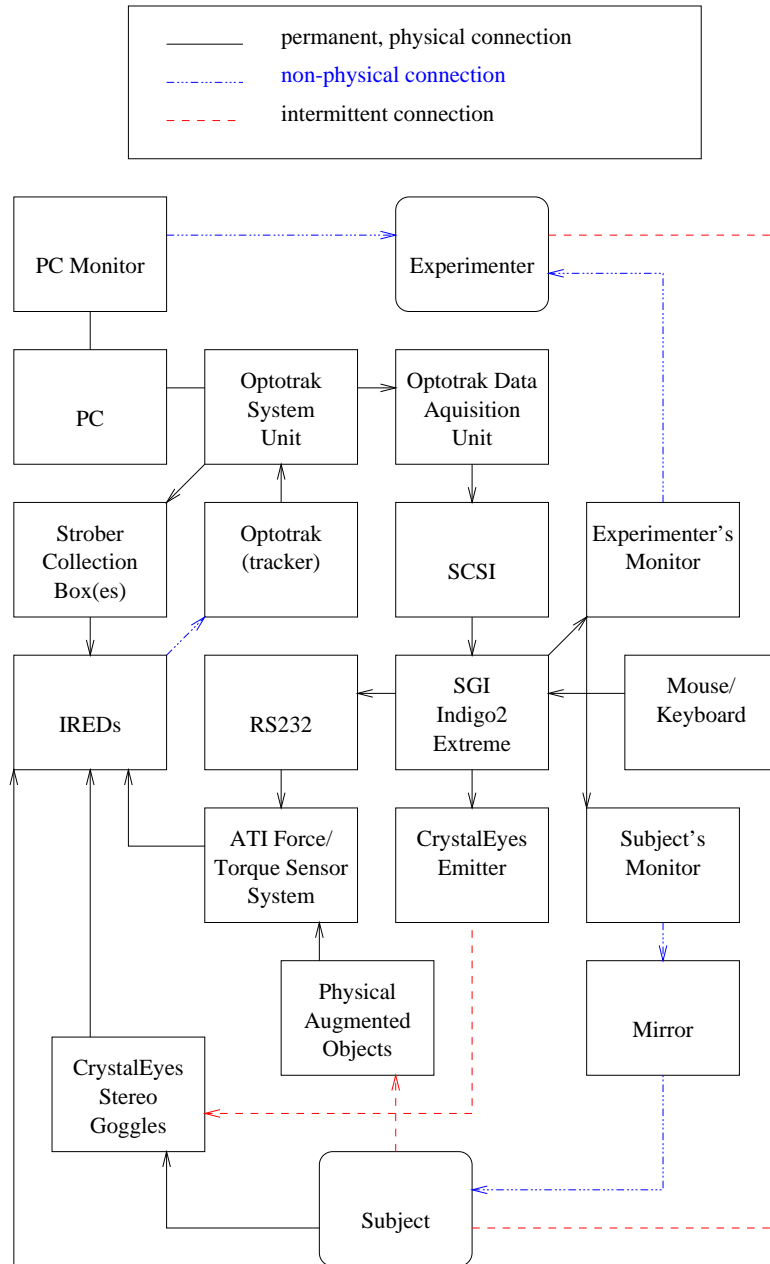 permanent, physical connection
non-physical connection
intermittent connection
PC Monitor
Experimenter
PC
Optotrak
System
Unit
Optotrak Data
Aquisition
Unit
Strober
Collection
Box(es)
Optotrak
(tracker)
SCSI
Experimenter's
Monitor
IREDs
RS232
SGI
Indigo2
Extreme
Mouse/
Keyboard
ATI Force/
Torque Sensor
System
CrystalEyes
Emitter
Subject's
Monitor
Physical
Augmented
Objects
Mirror
CrystalEyes
Stereo
Goggles
Subject